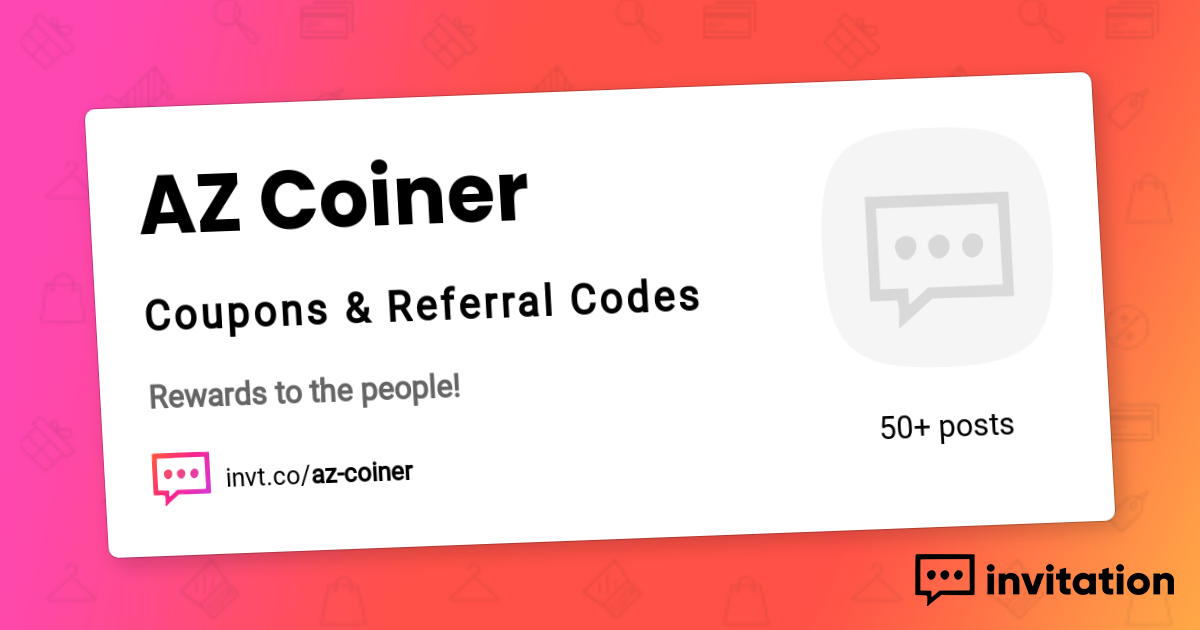 AZ Coiner
Coupons & Referral Codes
Rewards to the people!
invt.co/az-coiner
50+ posts
invitation